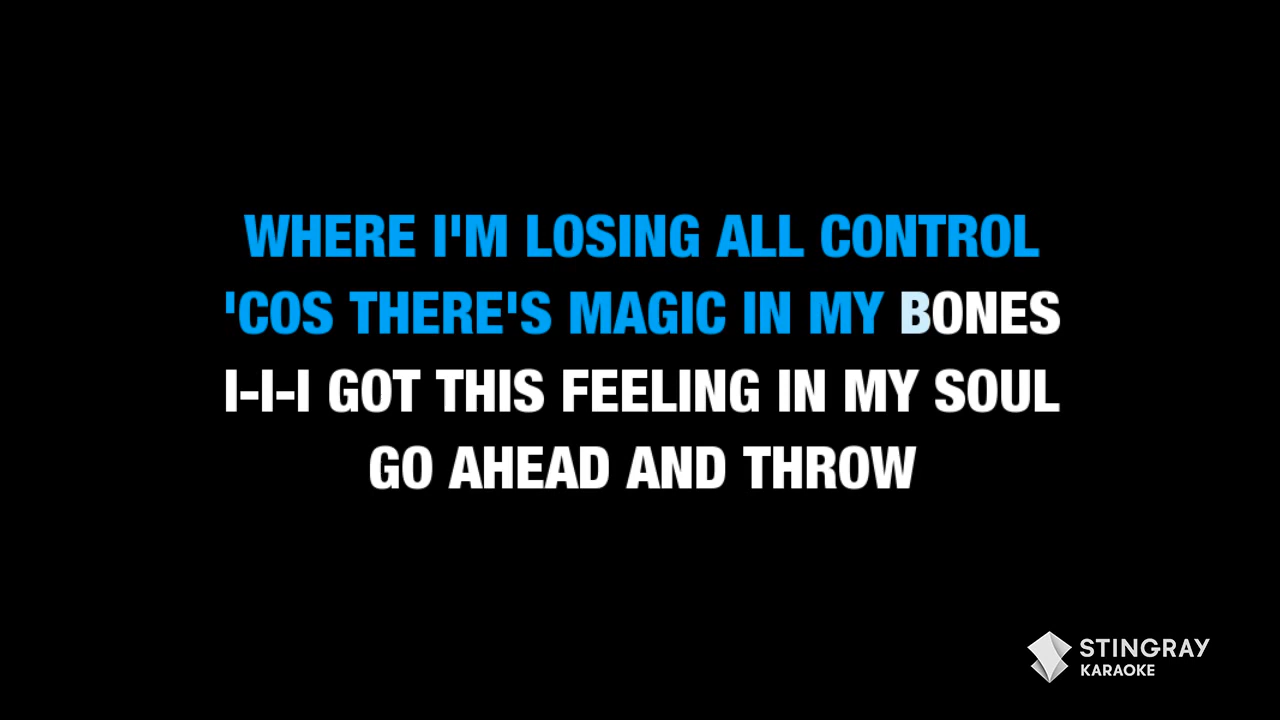 WHERE I'M LOSING ALL CONTROL
'COS THERE'S MAGIC IN MY BONES
I-I-I GOT THIS FEELING IN MY SOUL
GO AHEAD AND THROW
STINGRAY
KARAOKE